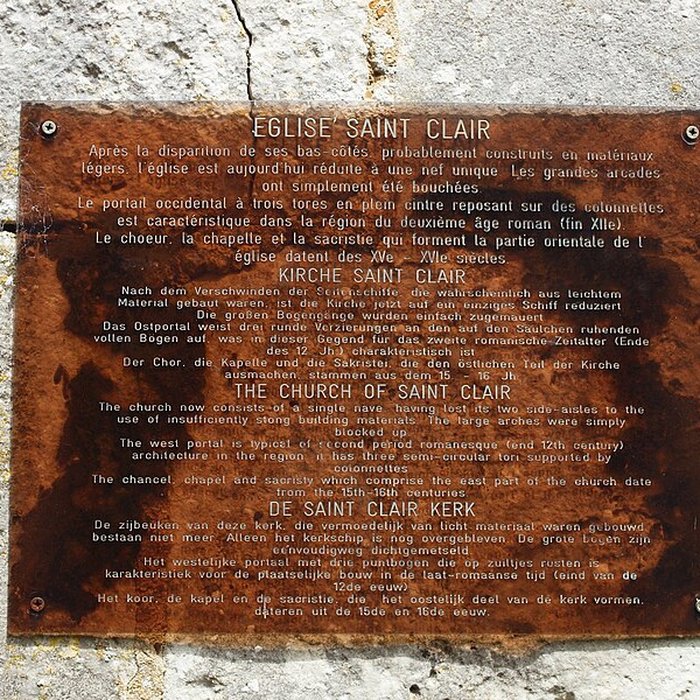 EGLISE SAINT CLAIR
Après la disparition de ses bas-côtés, probablement construits en matériaux
légers, l'église est aujourd'hui réduite à une nef unique. Les grandes arcades
ont simplement été bouchées.
Le portail occidental à trois tores en plein cintre reposant sur des colonnettes
est caractéristique dans la région du deuxième âge roman (fin XIIe).
Le choeur, la chapelle et la sacristie qui forment la partie orientale de l'
église datent des XVe - XVIe siècles.
KIRCHE SAINT CLAIR
Nach dem Verschwinden der Seitenschiffe, die wahrscheinlich aus leichtem
Material gebaut waren, ist die Kirche jetzt auf ein einziges Schiff reduziert
Die großen Bogengänge wurden einfach zugemauert
Das Ostportal weist drei runde Verzierungen an den auf den Säulchen ruhenden
vollen Bogen auf, was in dieser Gegend für das zweite romanische Zeitalter (Ende
des 12. Jh.) charakteristisch ist
Der Chor, die Kapelle und die Sakristei, die den östlichen Teil der Kirche
ausmachen, stammen aus dem 15 - 16 Jh.
THE CHURCH OF SAINT CLAIR
The church now consists of a single nave, having lost its two side-aisles to the
use of insufficiently stong building materials. The large arches were simply
blocked up.
The west portal is typical of second period romanesque (end 12th century)
architecture in the region, it has three semi-circular tori supported by
colonnettes
The chancel, chapel and sacristy which comprise the east part of the church, date
from the 15th-16th centuries.
DE SAINT CLAIR KERK
De zijbeuken van deze kerk, die vermoedelijk van licht materiaal waren gebouwd,
bestaan niet meer. Alleen het kerkschip is nog overgebleven. De grote bogen zijn
eenvoudigweg dichtgemetseld.
Het westelijke portaal met drie puntbogen die op zuiltjes rusten is
karakteristiek voor de plaatselijke bouw in de laat-romaanse tijd (eind van de
12de eeuw).
Het koor, de kapel en de sacristie, die het oostelijk deel van de kerk vormen,
dateren uit de 15de en 16de eeuw.